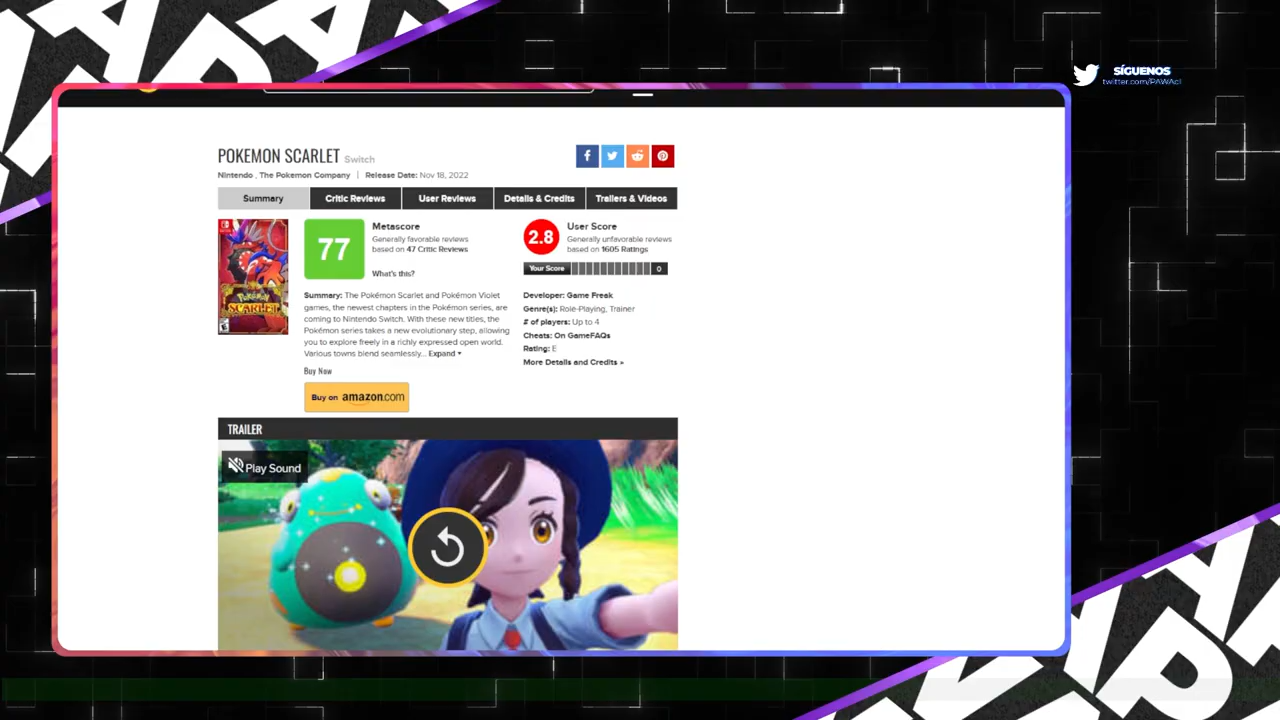 SÍGUENOS
twitter.com/PAWAcl
POKEMON SCARLET Switch
Nintendo , The Pokemon Company | Release Date: Nov 18, 2022
Summary
Critic Reviews
User Reviews
Details & Credits
Trailers & Videos
77
Metascore
Generally favorable reviews
based on 47 Critic Reviews
What's this?
2.8
User Score
Generally unfavorable reviews
based on 1605 Ratings
Your Score
0
POKÉMON
SCARLET
Summary: The Pokémon Scarlet and Pokémon Violet
games, the newest chapters in the Pokémon series, are
coming to Nintendo Switch. With these new titles, the
Pokémon series takes a new evolutionary step, allowing
you to explore freely in a richly expressed open world.
Various towns blend seamlessly... Expand
Developer: Game Freak
Genre(s): Role-Playing, Trainer
# of players: Up to 4
Cheats: On GameFAQs
Rating: E
More Details and Credits »
Buy Now
Buy on amazon.com
TRAILER
Play Sound